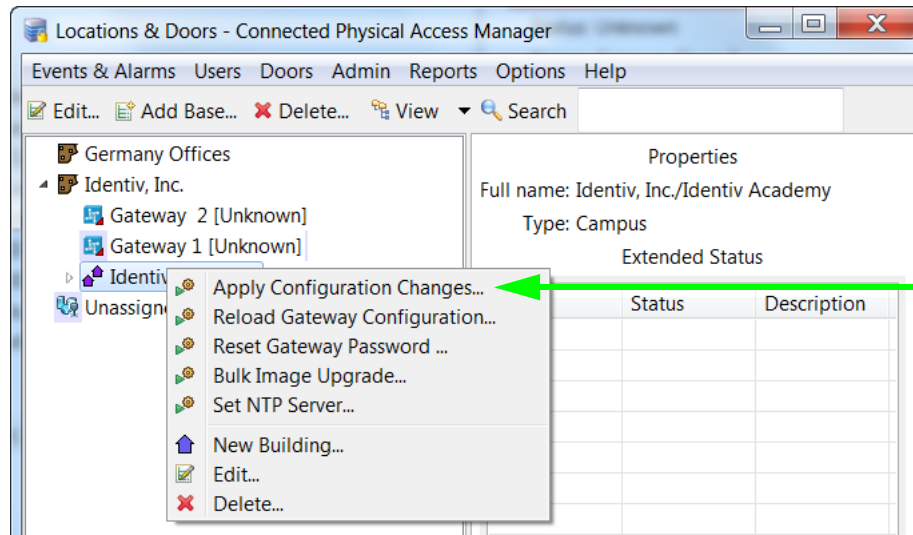 Locations & Doors - Connected Physical Access Manager
Events & Alarms Users Doors Admin Reports Options Help
Edit... Add Base... Delete... View Search
Germany Offices
Identiv, Inc.
Gateway 2 [Unknown]
Gateway 1 [Unknown]
Identiv
Apply Configuration Changes...
Reload Gateway Configuration...
Reset Gateway Password ...
Bulk Image Upgrade...
Set NTP Server...
New Building...
Edit...
Delete...
Properties
Full name: Identiv, Inc./Identiv Academy
Type: Campus
Extended Status
Status Description